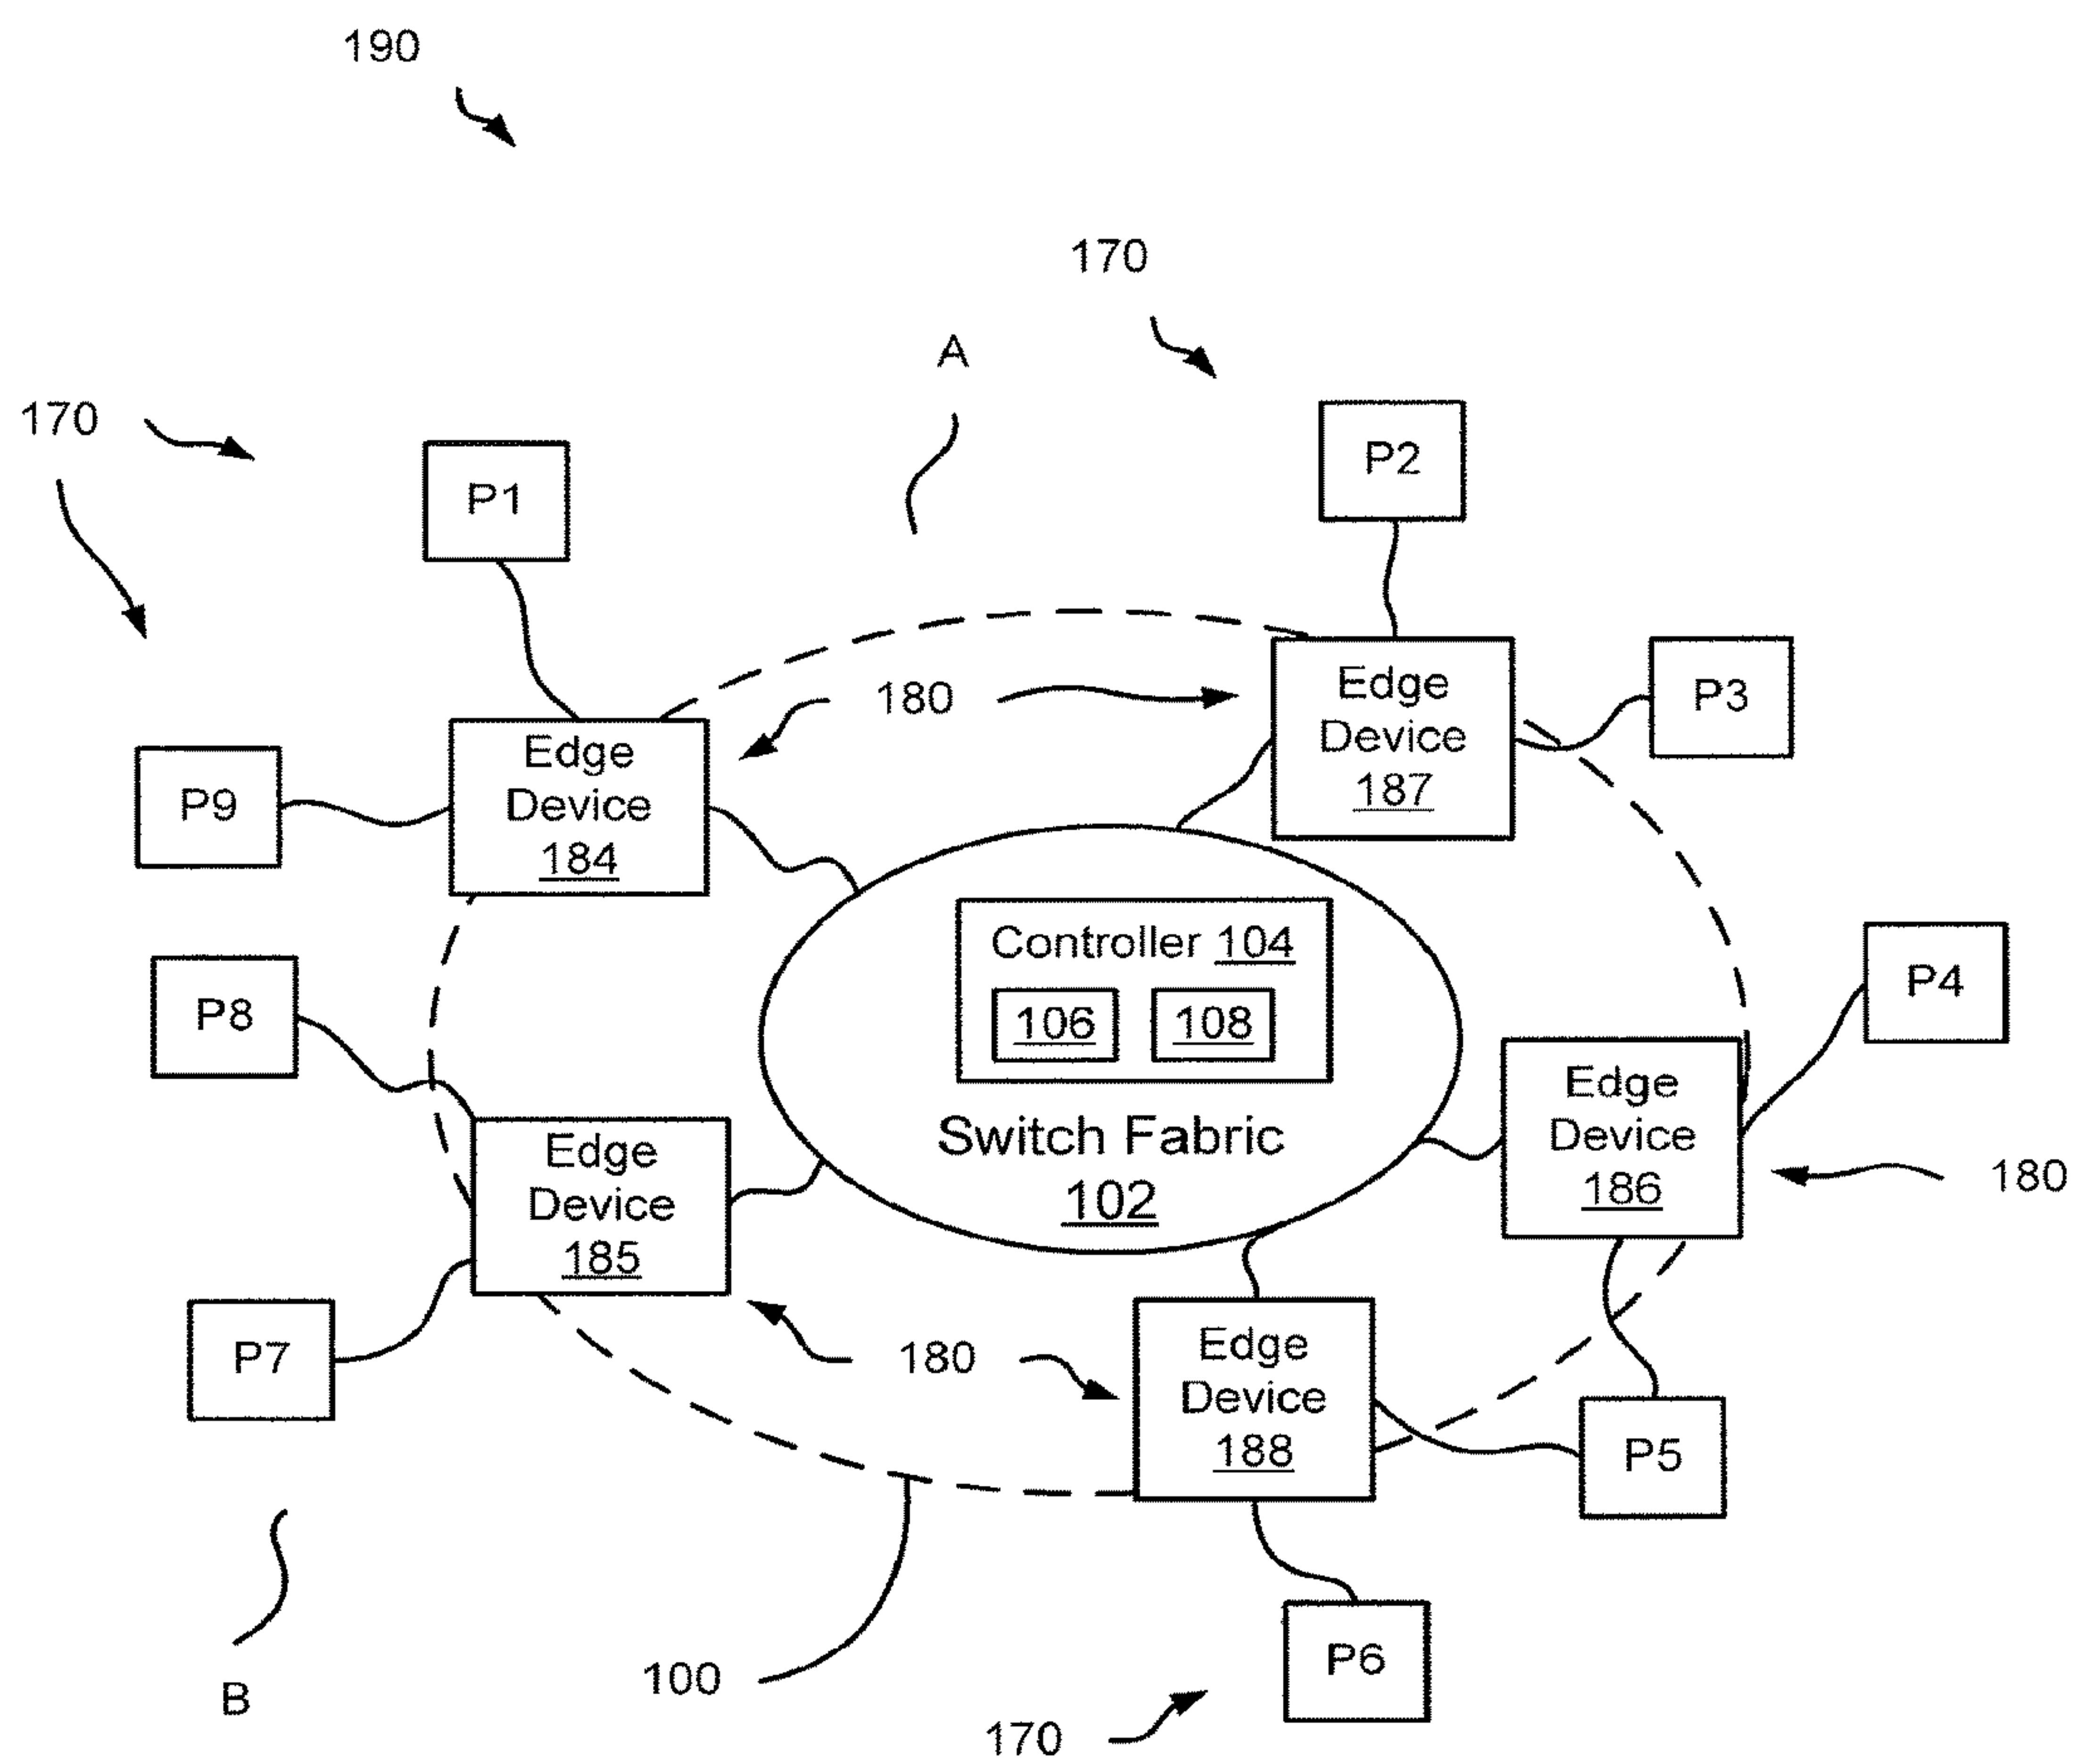 190
170
A
170
P2
P1
180
Edge
Device
187
P3
Edge
Device
184
P9
Controller 104
106
108
P4
P8
Switch Fabric
102
Edge
Device
186
180
Edge
Device
185
P7
180
Edge
Device
188
P5
100
B
P6
170